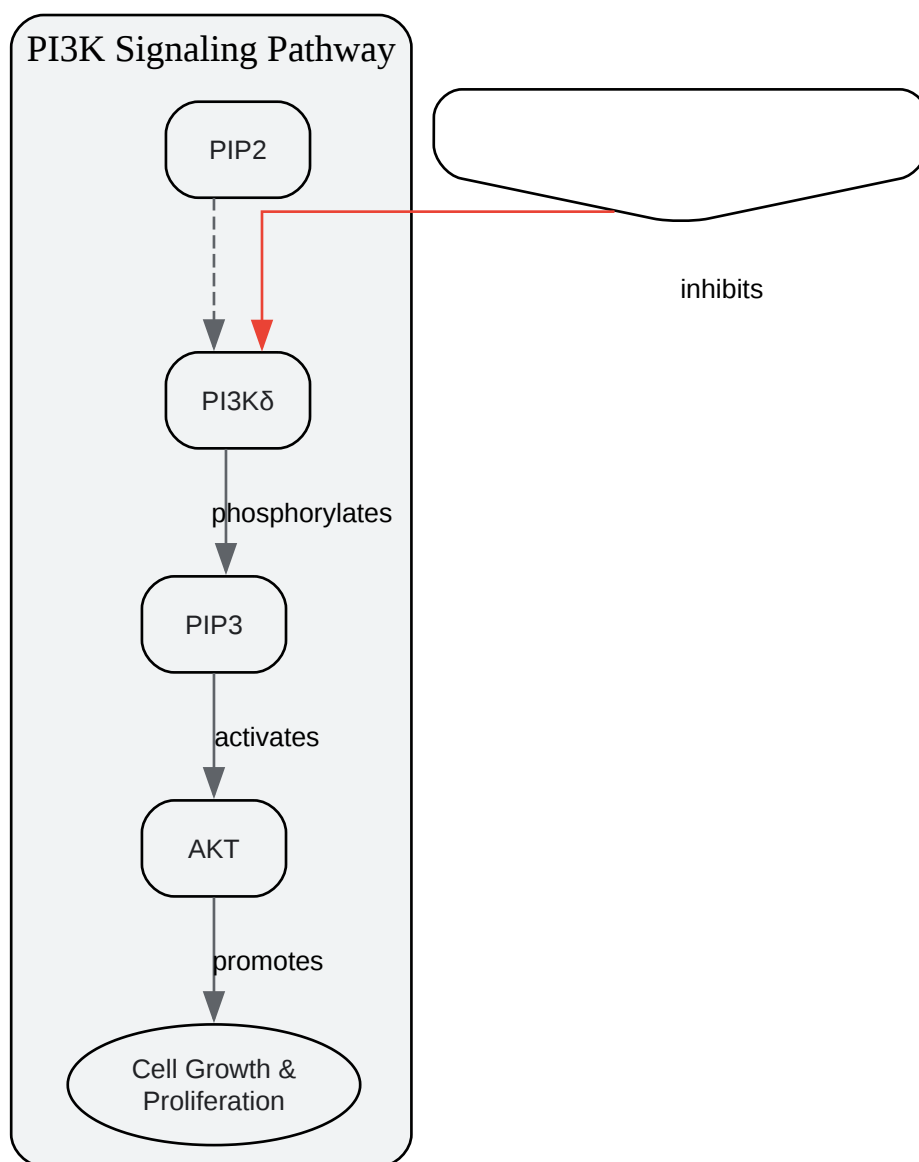 PI3K Signaling Pathway
PIP2
inhibits
PI3Kδ
phosphorylates
PIP3
activates
AKT
promotes
Cell Growth &
Proliferation